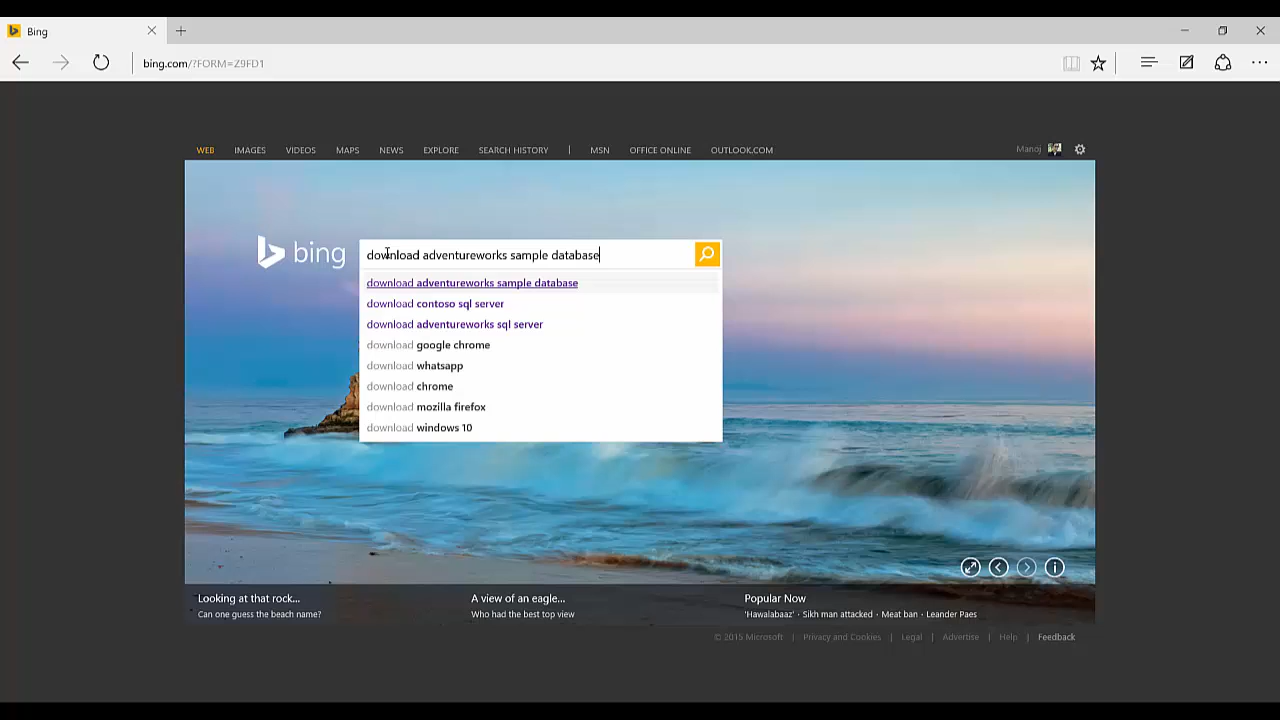 Bing
bing.com/?FORM=Z9FD1
WEB IMAGES VIDEOS MAPS NEWS EXPLORE SEARCH HISTORY | MSN OFFICE ONLINE OUTLOOK.COM Manoj
bing download adventureworks sample database
download adventureworks sample database
download contoso sql server
download adventureworks sql server
download google chrome
download whatsapp
download chrome
download mozilla firefox
download windows 10
Looking at that rock...
Can one guess the beach name?
A view of an eagle...
Who had the best top view
Popular Now
'Hawalabaaz' · Sikh man attacked · Meat ban · Leander Paes
© 2015 Microsoft | Privacy and Cookies | Legal | Advertise | Help | Feedback